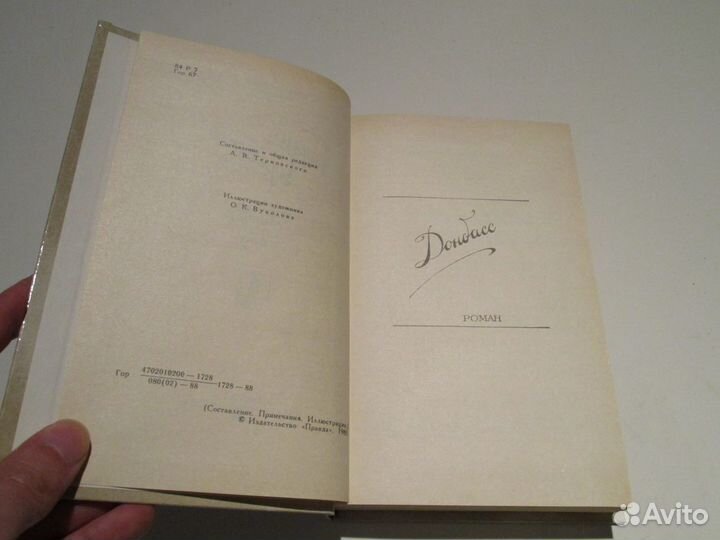 84 Р 7
Гор 67
Составление и общая редакция
А. В. Терновского
Иллюстрации художника
О. К. Вуколова
Гор 4702010200—1728
080(02)—88 1728—88
(Составление. Примечания. Иллюстрации.
© Издательство «Правда». 198
Донбасс
РОМАН
Avito